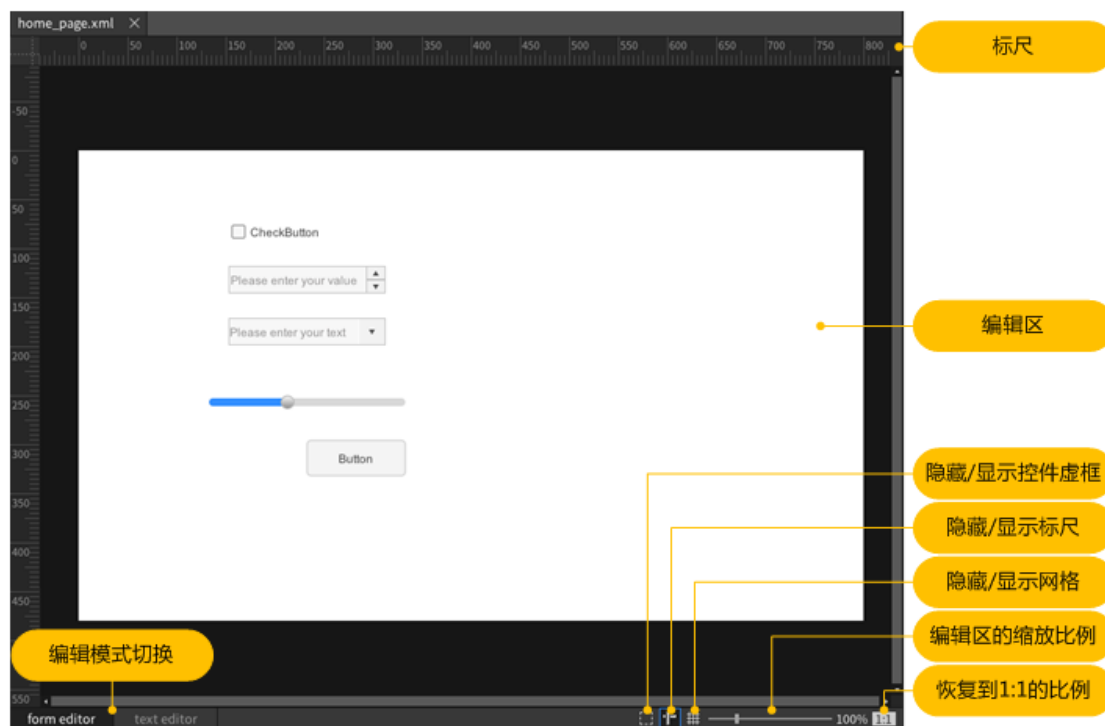 home_page.xml
0 50 100 150 200 250 300 350 400 450 500 550 600 650 700 750 800
标尺
-50
0
50
CheckButton
100
Please enter your value
150
编辑区
Please enter your text
200
250
300
Button
隐藏/显示控件虚框
350
隐藏/显示标尺
400
隐藏/显示网格
450
编辑区的缩放比例
编辑模式切换
恢复到1:1的比例
550
form editor text editor 100% 1:1